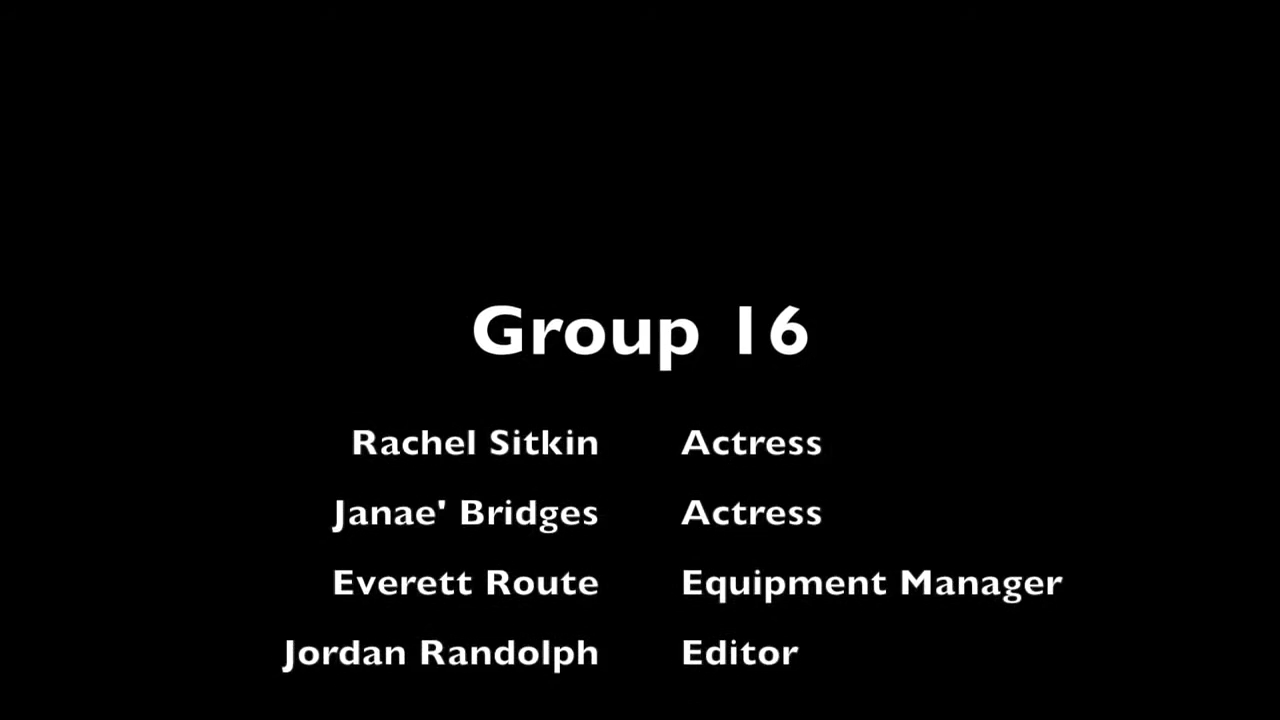 Group 16
Rachel Sitkin Actress
Janae' Bridges Actress
Everett Route Equipment Manager
Jordan Randolph Editor